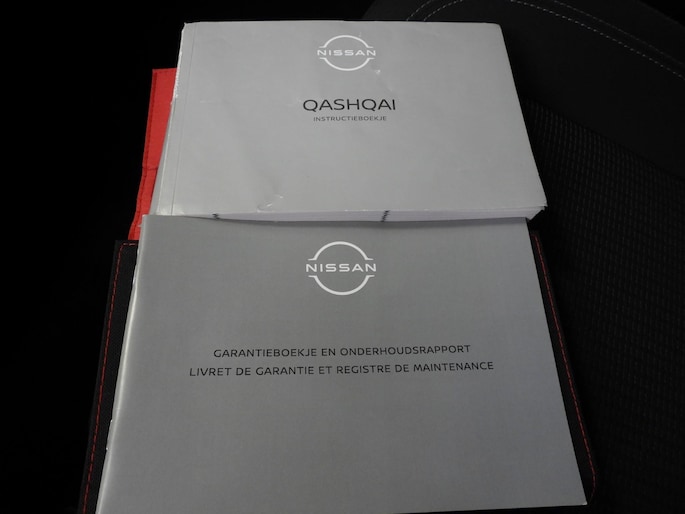 NISSAN
QASHQAI
INSTRUCTIEBOEKJE
NISSAN
GARANTIEBOEKJE EN ONDERHOUDSRAPPORT
LIVRET DE GARANTIE ET REGISTRE DE MAINTENANCE